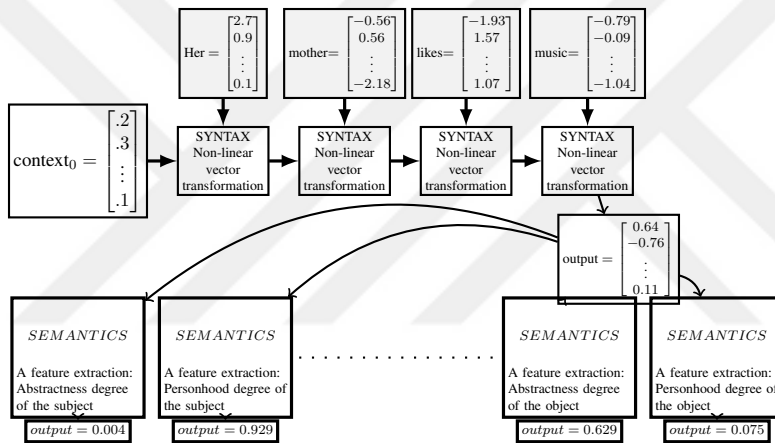 Her = [2.7 0.9 ⋮ 0.1]
mother= [−0.56 0.56 ⋮ −2.18]
likes= [−1.93 1.57 ⋮ 1.07]
music= [−0.79 −0.09 ⋮ −1.04]
context₀ = [.2 .3 ⋮ .1]
SYNTAX
Non-linear
vector
transformation
SYNTAX
Non-linear
vector
transformation
SYNTAX
Non-linear
vector
transformation
SYNTAX
Non-linear
vector
transformation
output = [0.64 −0.76 ⋮ 0.11]
SEMANTICS
A feature extraction:
Abstractness degree
of the subject
output = 0.004
SEMANTICS
A feature extraction:
Personhood degree of
the subject
output = 0.929
. . . . . . . . . . . . . . . . .
SEMANTICS
A feature extraction:
Abstractness degree
of the object
output = 0.629
SEMANTICS
A feature extraction:
Personhood degree of
the object
output = 0.075